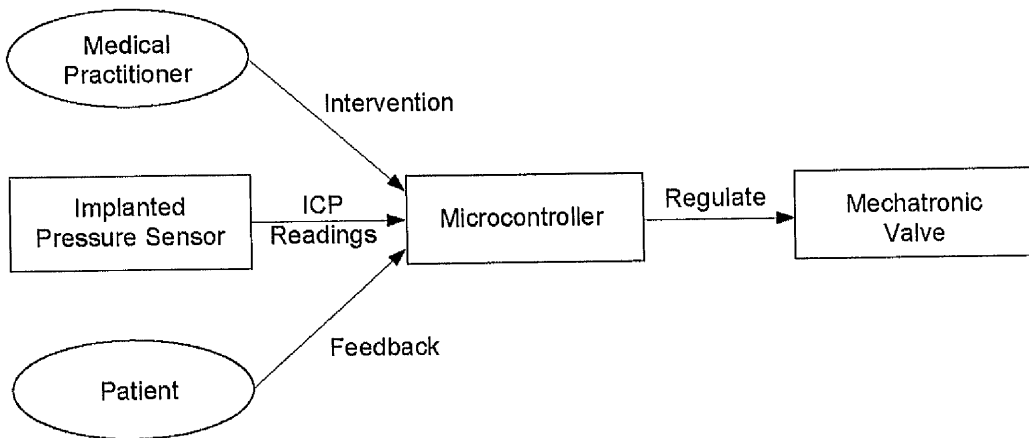 Medical
Practitioner
Intervention
Implanted
Pressure Sensor
ICP
Readings
Microcontroller
Regulate
Mechatronic
Valve
Feedback
Patient